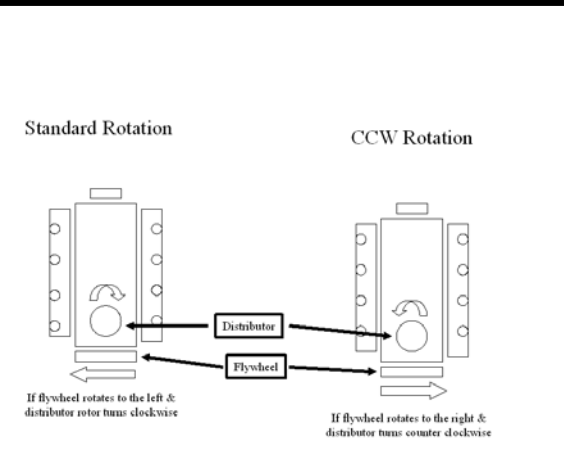 Standard Rotation
CCW Rotation
Distributor
Flywheel
If flywheel rotates to the left &
distributor rotor turns clockwise
If flywheel rotates to the right &
distributor turns counter clockwise